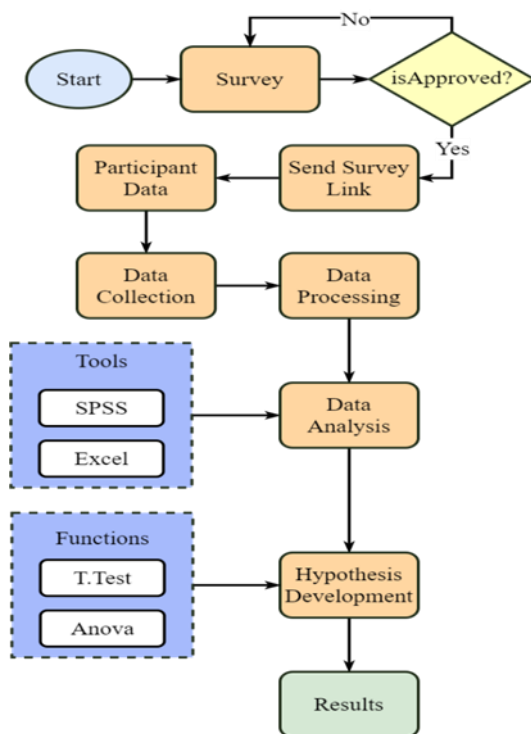 No
Start
Survey
isApproved?
Yes
Participant
Data
Send Survey
Link
Data
Collection
Data
Processing
Tools
SPSS
Excel
Data
Analysis
Functions
T.Test
Anova
Hypothesis
Development
Results